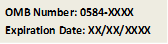 OMB Number: 0584-XXXX
Expiration Date: XX/XX/XXXX